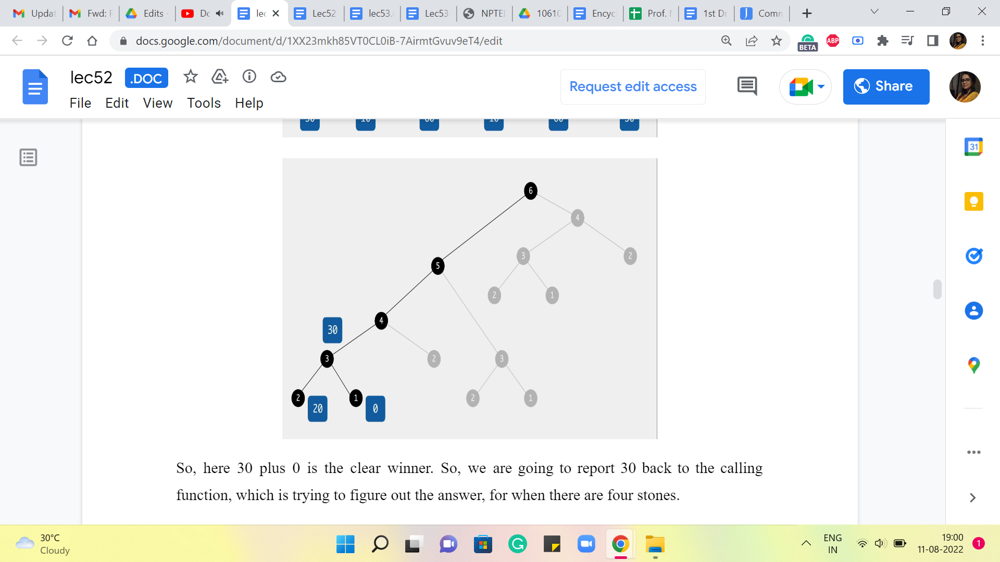 Updat
Fwd: F
Edits -
Dc
lec
Lec52
lec53.
Lec53
NPTEL
10610
Encyc
Prof.
1st Dr
Comm
docs.google.com/document/d/1XX23mkh85VT0CL0iB-7AirmtGvuv9eT4/edit
BETA
ABP
lec52 .DOC
Request edit access
Share
File Edit View Tools Help
31
6
4
3
2
5
2
1
4
30
3
2
3
2
20
1
0
2
1
So, here 30 plus 0 is the clear winner. So, we are going to report 30 back to the calling
function, which is trying to figure out the answer, for when there are four stones.
30°C
Cloudy
ENG
IN
19:00
11-08-2022
1